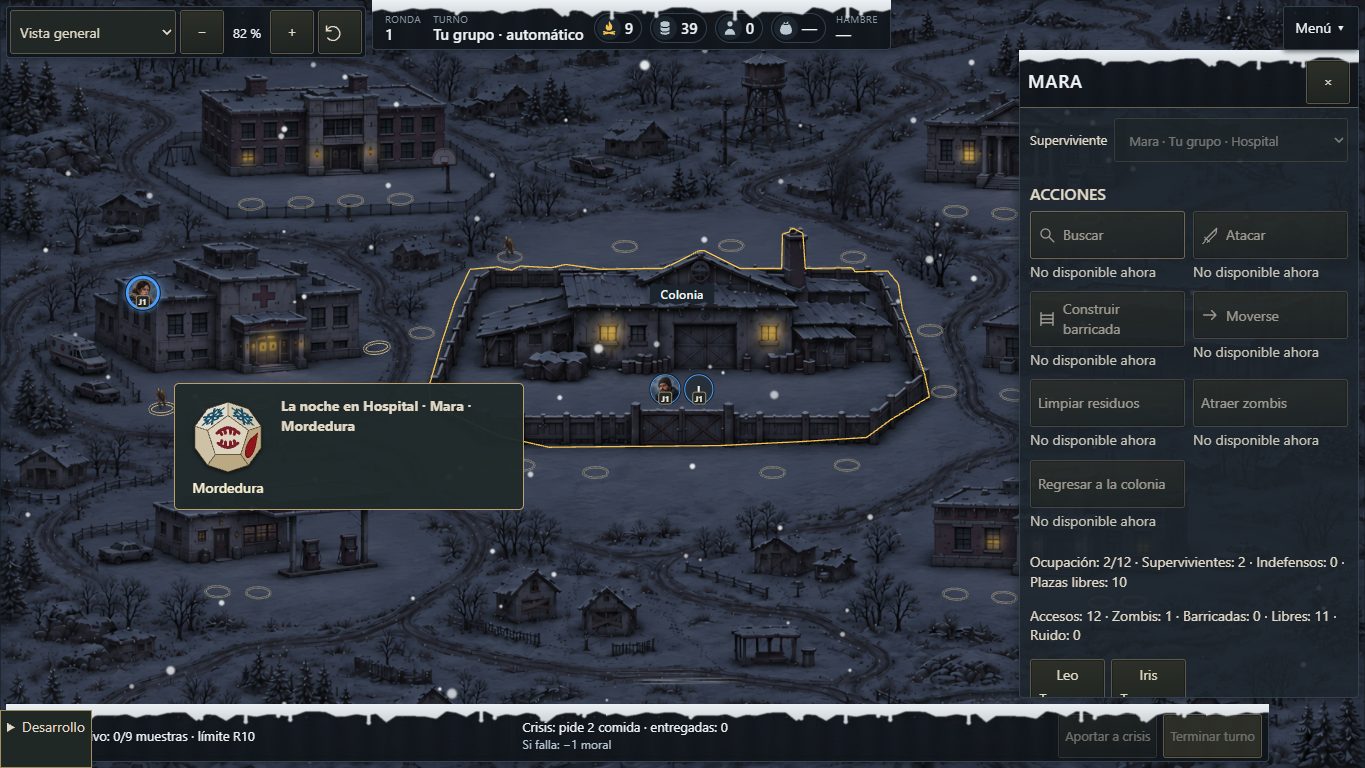 Vista general
−
82 %
+
RONDA
1
TURNO
Tu grupo · automático
9
39
0
—
HAMBRE
—
Menú ▾
MARA
×
Superviviente
Mara · Tu grupo · Hospital
ACCIONES
Buscar
No disponible ahora
Atacar
No disponible ahora
Construir
barricada
No disponible ahora
Moverse
No disponible ahora
Limpiar residuos
No disponible ahora
Atraer zombis
No disponible ahora
Regresar a la colonia
No disponible ahora
Ocupación: 2/12 · Supervivientes: 2 · Indefensos: 0 ·
Plazas libres: 10
Accesos: 12 · Zombis: 1 · Barricadas: 0 · Libres: 11 ·
Ruido: 0
Leo
Iris
J1
Colonia
J1
I
J1
La noche en Hospital · Mara ·
Mordedura
Mordedura
▶ Desarrollo
vo: 0/9 muestras · límite R10
Crisis: pide 2 comida · entregadas: 0
Si falla: −1 moral
Aportar a crisis
Terminar turno